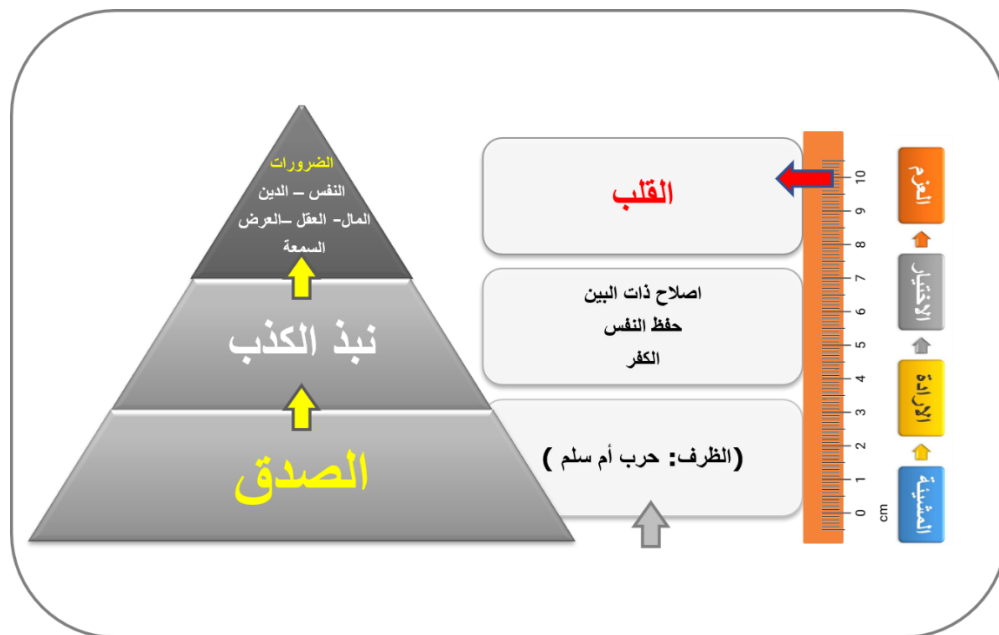 الضرورات
النفس – الدين
المال- العقل –العرض
السمعة
نبذ الكذب
الصدق
القلب
اصلاح ذات البين
حفظ النفس
الكفر
(الظرف: حرب أم سلم )
10
9
8
7
6
5
4
3
2
1
0
cm
العزم
الاختيار
الارادة
المشيئة